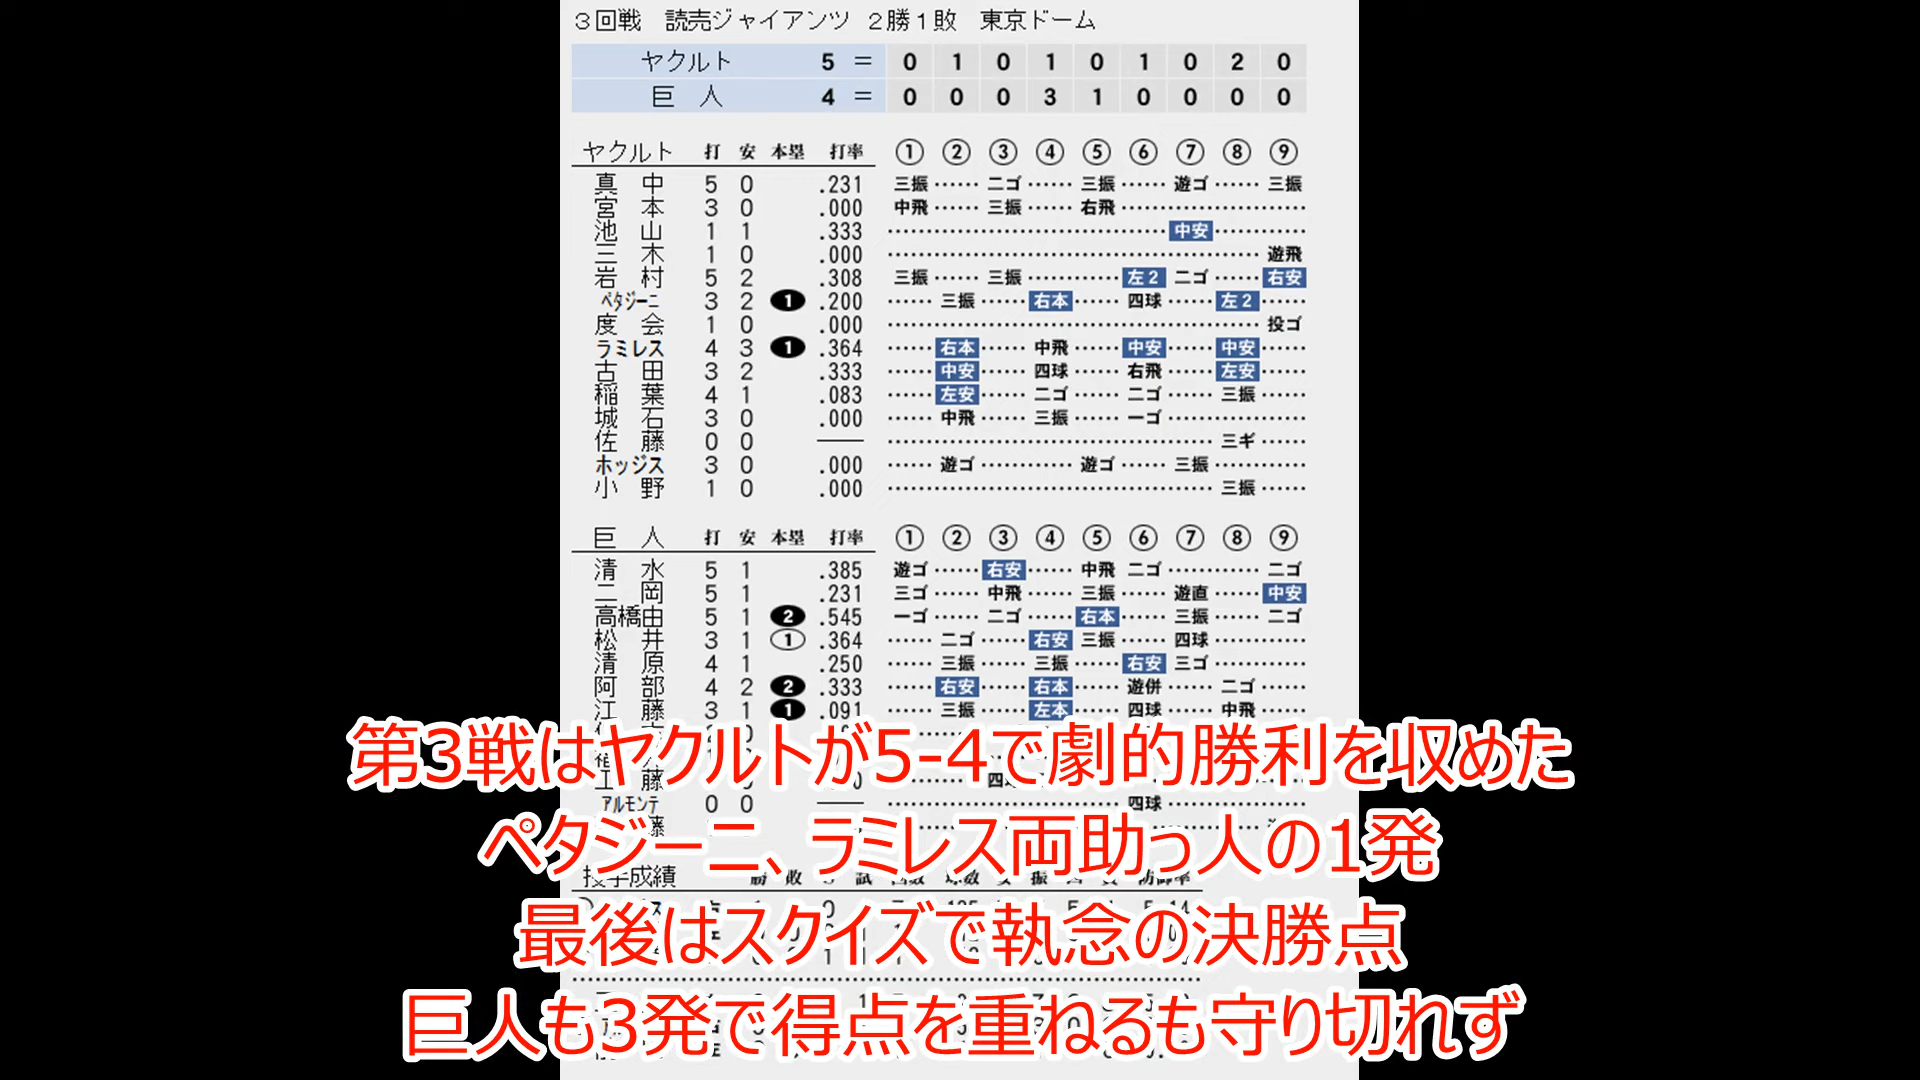 3回戦 読売ジャイアンツ 2勝1敗 東京ドーム
ヤクルト 5 = 0 1 0 1 0 1 0 2 0
巨 人 4 = 0 0 0 3 1 0 0 0 0
ヤクルト 打 安 本塁 打率 ① ② ③ ④ ⑤ ⑥ ⑦ ⑧ ⑨
真 中 5 0 .231 三振 …… 二ゴ …… 三振 …… 遊ゴ …… 三振
宮 本 3 0 .000 中飛 …… 三振 …… 右飛 ……
池 山 1 1 .333 …… 中安 ……
三 木 1 0 .000 …… 遊飛
岩 村 5 2 .308 三振 …… 三振 …… 左2 二ゴ …… 右安
ペタジーニ 3 2 ❶ .200 …… 三振 …… 右本 …… 四球 …… 左2 ……
度 会 1 0 .000 …… 投ゴ
ラミレス 4 3 ❶ .364 …… 右本 …… 中飛 …… 中安 …… 中安 ……
古 田 3 2 .333 …… 中安 …… 四球 …… 右飛 …… 左安 ……
稲 葉 4 1 .083 …… 左安 …… 二ゴ …… 二ゴ …… 三振 ……
城 石 3 0 .000 …… 中飛 …… 三振 …… 一ゴ ……
佐 藤 0 0 —— …… 三ギ ……
ホッジス 3 0 .000 …… 遊ゴ …… 遊ゴ …… 三振 ……
小 野 1 0 .000 …… 三振 ……
巨 人 打 安 本塁 打率 ① ② ③ ④ ⑤ ⑥ ⑦ ⑧ ⑨
清 水 5 1 .385 遊ゴ …… 右安 …… 中飛 二ゴ …… 二ゴ
二 岡 5 1 .231 三ゴ …… 中飛 …… 三振 …… 遊直 …… 中安
高橋由 5 1 ❷ .545 一ゴ …… 二ゴ …… 右本 …… 三振 …… 二ゴ
松 井 3 1 ① .364 …… 二ゴ …… 右安 三振 …… 四球 ……
清 原 4 1 .250 …… 三振 …… 三振 …… 右安 三ゴ ……
阿 部 4 2 ❷ .333 …… 右安 …… 右本 …… 遊併 …… 二ゴ ……
江 藤 3 1 ❶ .091 …… 三振 …… 左本 …… 四球 …… 中飛 ……
第3戦はヤクルトが5-4で劇的勝利を収めた
工 藤
アルモンテ 0 0 —— …… 四球 ……
ペタジーニ、ラミレス両助っ人の1発
投手成績
最後はスクイズで執念の決勝点
巨人も3発で得点を重ねるも守り切れず